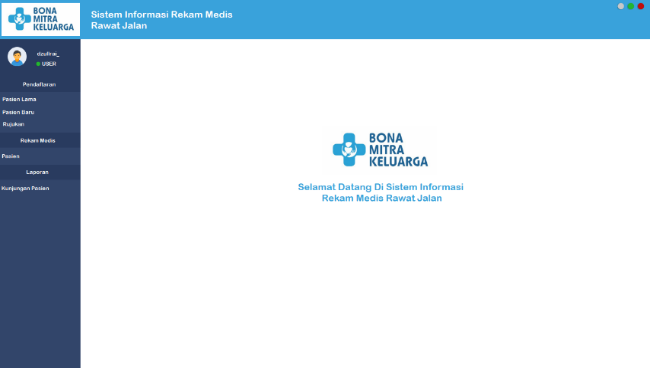 BONA
MITRA
KELUARGA
Sistem Informasi Rekam Medis
Rawat Jalan
USER
Pendaftaran
Pasien Lama
Pasien Baru
Rujukan
Rekam Medis
Pasien
Laporan
Kunjungan Pasien
BONA
MITRA
KELUARGA
Selamat Datang Di Sistem Informasi
Rekam Medis Rawat Jalan